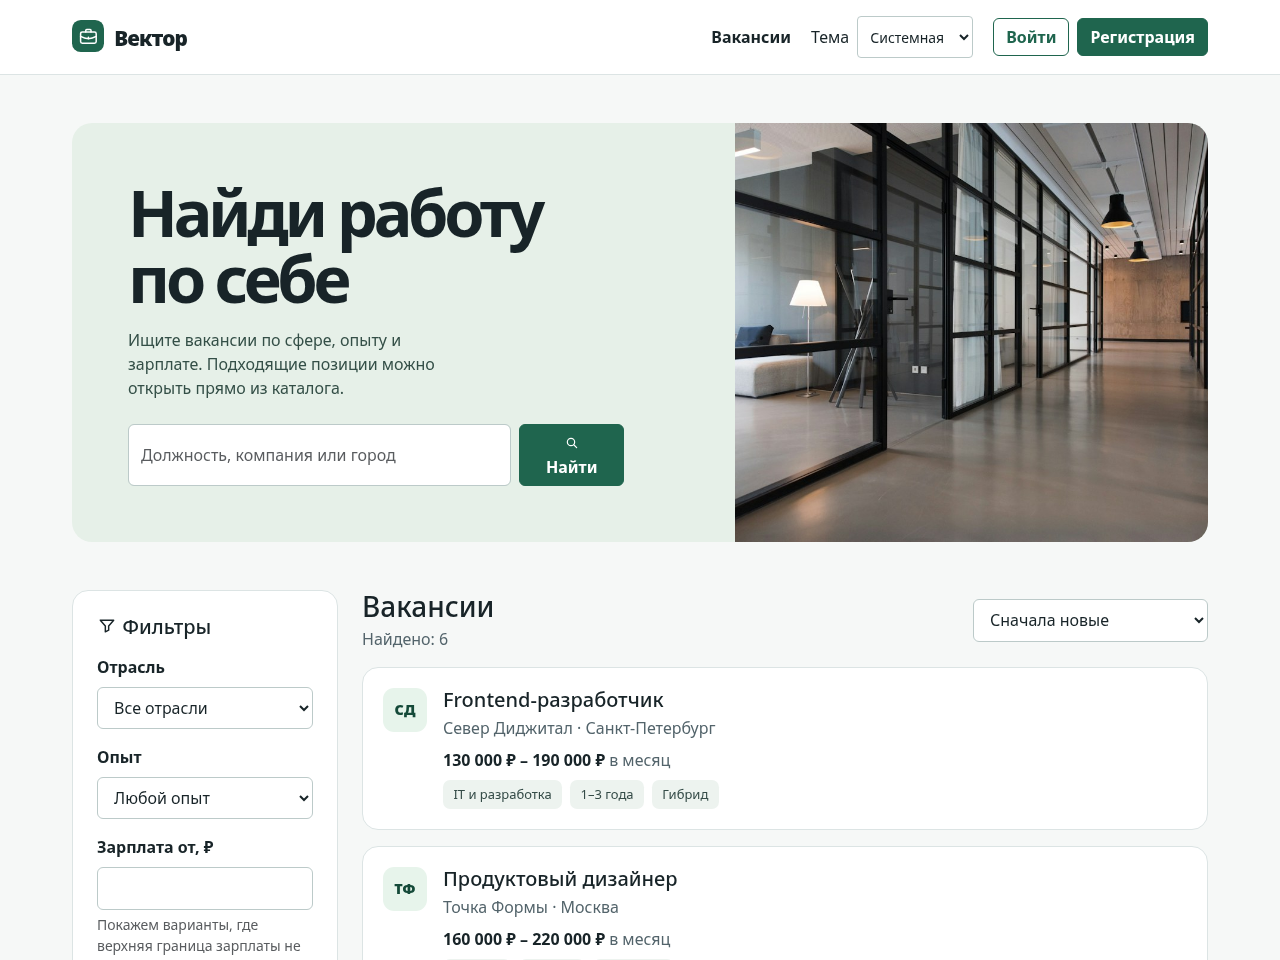 Вектор
Вакансии
Тема
Системная
Войти
Регистрация
Найди работу
по себе
Ищите вакансии по сфере, опыту и
зарплате. Подходящие позиции можно
открыть прямо из каталога.
Должность, компания или город
Найти
Фильтры
Отрасль
Все отрасли
Опыт
Любой опыт
Зарплата от, ₽
Покажем варианты, где
верхняя граница зарплаты не
Вакансии
Найдено: 6
Сначала новые
СД
Frontend-разработчик
Север Диджитал · Санкт-Петербург
130 000 ₽ – 190 000 ₽ в месяц
IT и разработка
1–3 года
Гибрид
ТФ
Продуктовый дизайнер
Точка Формы · Москва
160 000 ₽ – 220 000 ₽ в месяц